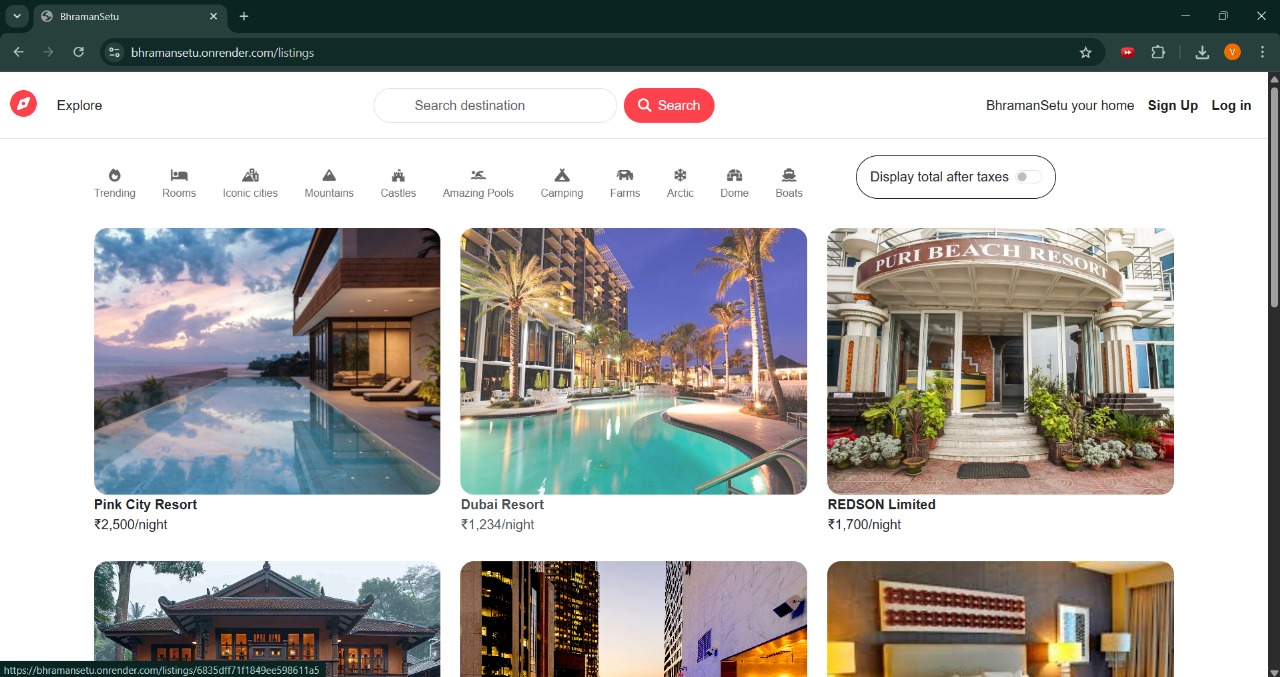 BhramanSetu
bhramansetu.onrender.com/listings
V
Explore
Search destination
Search
BhramanSetu your home
Sign Up
Log in
Trending
Rooms
Iconic cities
Mountains
Castles
Amazing Pools
Camping
Farms
Arctic
Dome
Boats
Display total after taxes
PURI BEACH RESORT
Pink City Resort
₹2,500/night
Dubai Resort
₹1,234/night
REDSON Limited
₹1,700/night
https://bhramansetu.onrender.com/listings/6835dff71f1849ee598611a5